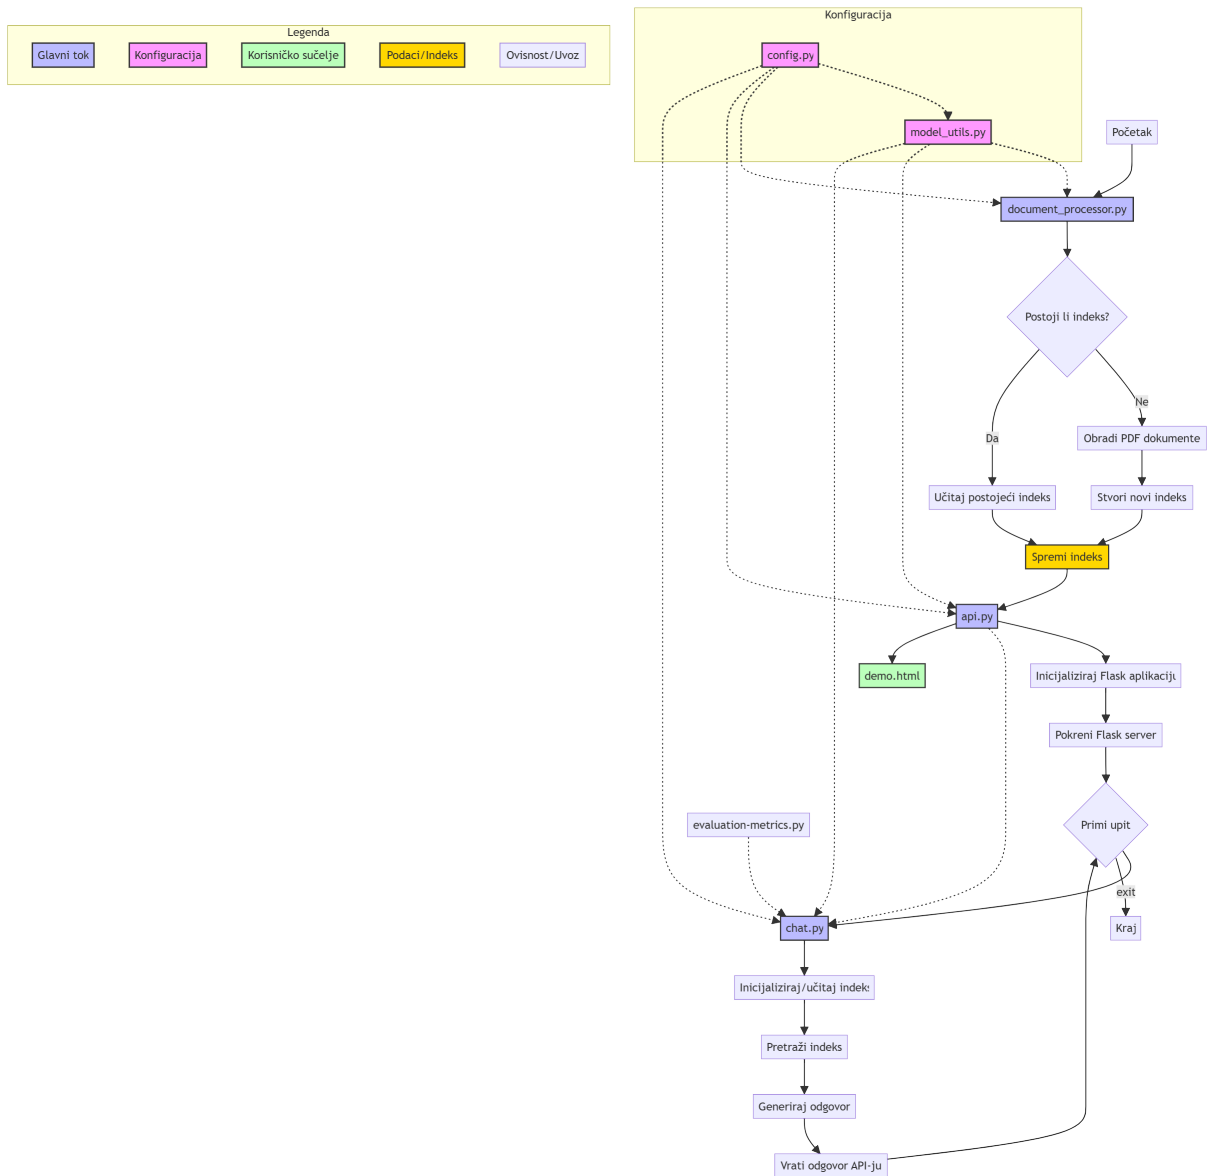 Legenda
Glavni tok
Konfiguracija
Korisničko sučelje
Podaci/Indeks
Ovisnost/Uvoz
Konfiguracija
config.py
model_utils.py
Početak
document_processor.py
Postoji li indeks?
Ne
Da
Obradi PDF dokumente
Učitaj postojeći indeks
Stvori novi indeks
Spremi indeks
api.py
demo.html
Inicijaliziraj Flask aplikaciju
Pokreni Flask server
evaluation-metrics.py
Primi upit
exit
chat.py
Kraj
Inicijaliziraj/učitaj indeks
Pretraži indeks
Generiraj odgovor
Vrati odgovor API-ju